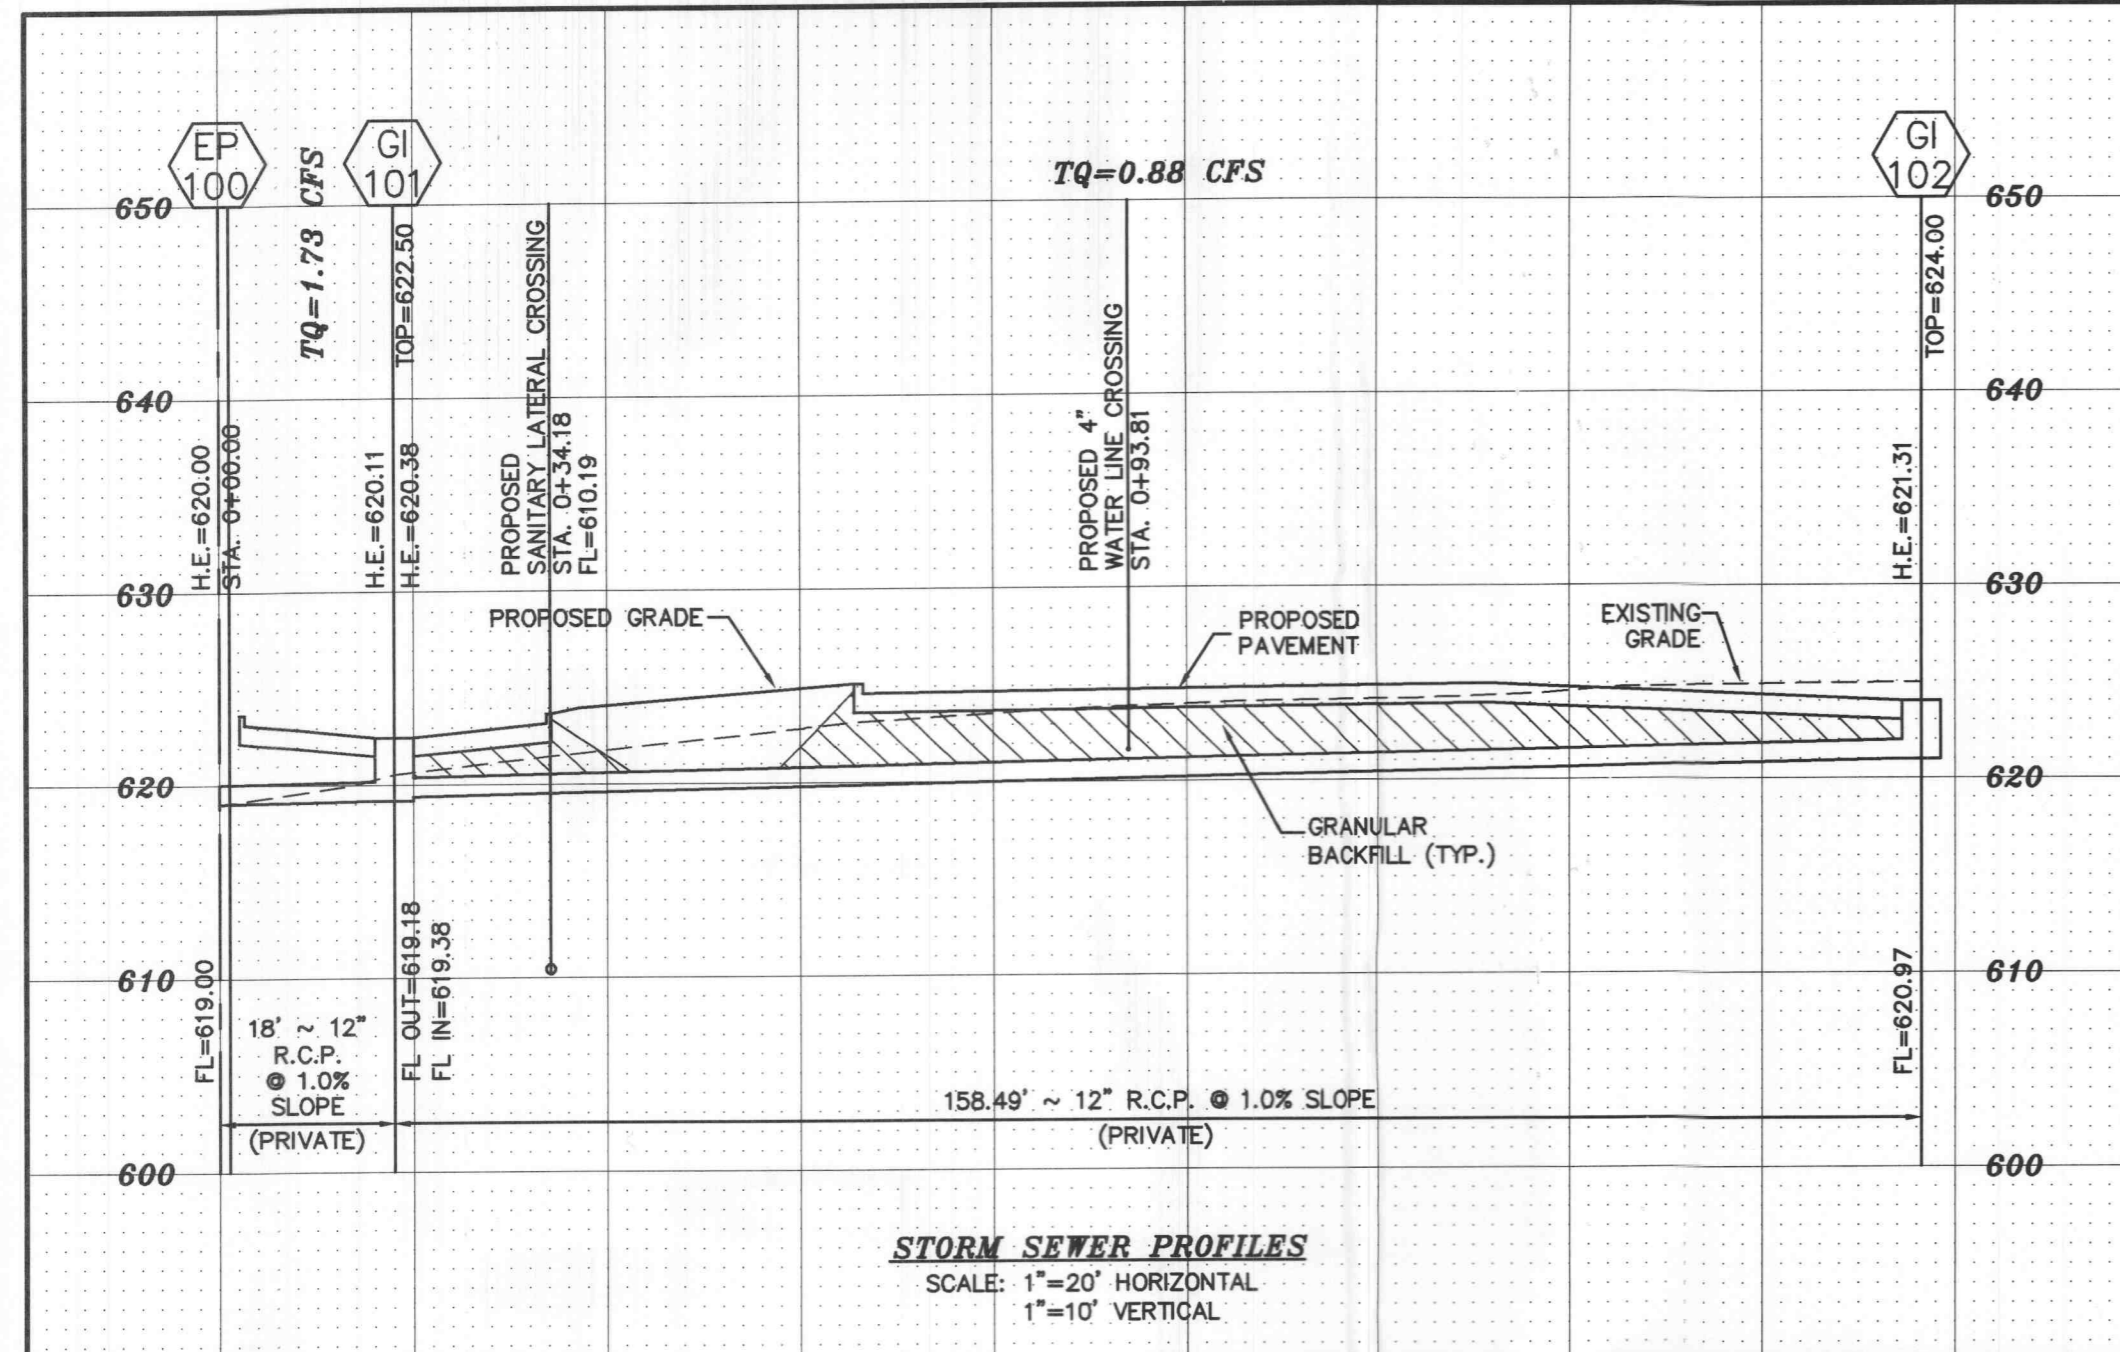 EP
100
TQ=1.73 CFS
GI
101
TQ=0.88 CFS
GI
102
650
650
640
640
630
630
620
620
610
610
600
600
H.E.=620.00
STA. 0+00.00
H.E.=620.11
TOP=622.50
H.E.=620.38
PROPOSED
SANITARY LATERAL CROSSING
STA. 0+34.18
FL=610.19
PROPOSED 4"
WATER LINE CROSSING
STA. 0+93.81
TOP=624.00
H.E.=621.31
PROPOSED GRADE
PROPOSED
PAVEMENT
EXISTING
GRADE
GRANULAR
BACKFILL (TYP.)
FL=619.00
18' ~ 12"
R.C.P.
@ 1.0%
SLOPE
(PRIVATE)
FL OUT=619.18
FL IN=619.38
158.49' ~ 12" R.C.P. @ 1.0% SLOPE
(PRIVATE)
FL=620.97
STORM SEWER PROFILES
SCALE: 1"=20' HORIZONTAL
1"=10' VERTICAL